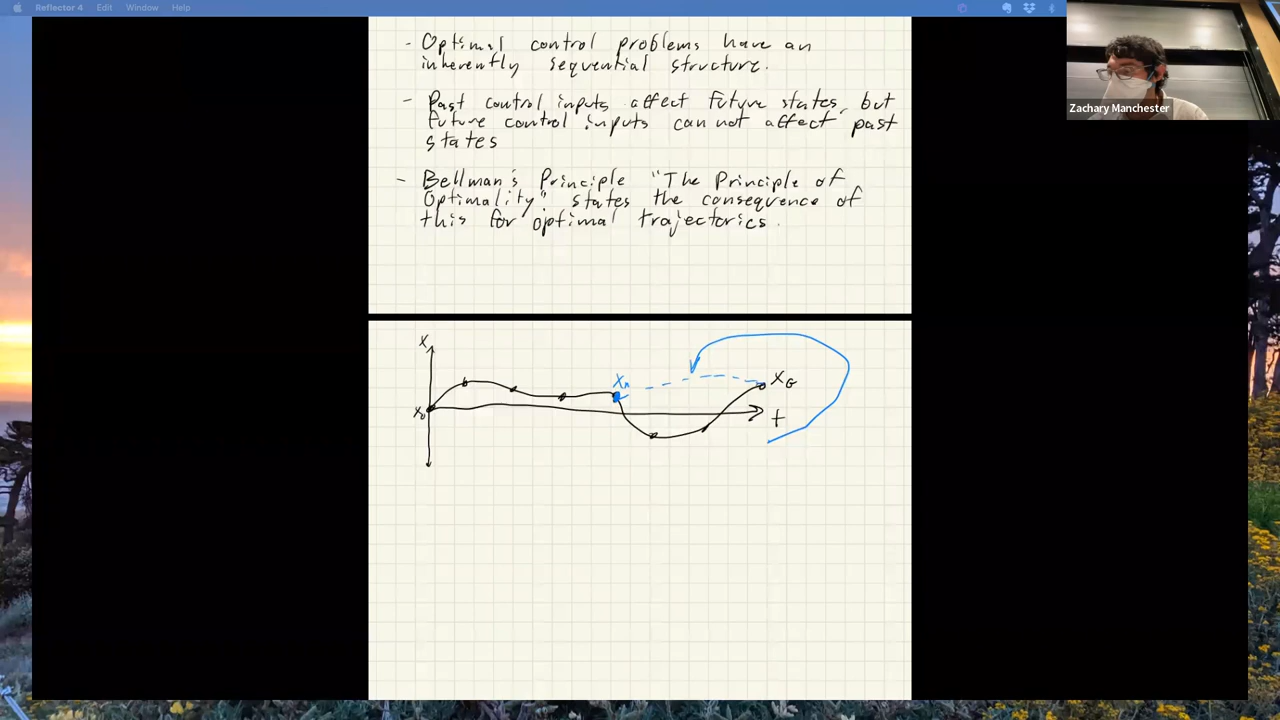 Reflector 4 Edit Window Help
Zachary Manchester
- Optimal control problems have an
inherently sequential structure.
- Past control inputs affect future states, but
future control inputs can not affect past
states
- Bellman's Principle "The Principle of
Optimality" states the consequence of
this for optimal trajectories.
x
xₙ
x_G
x₀
t